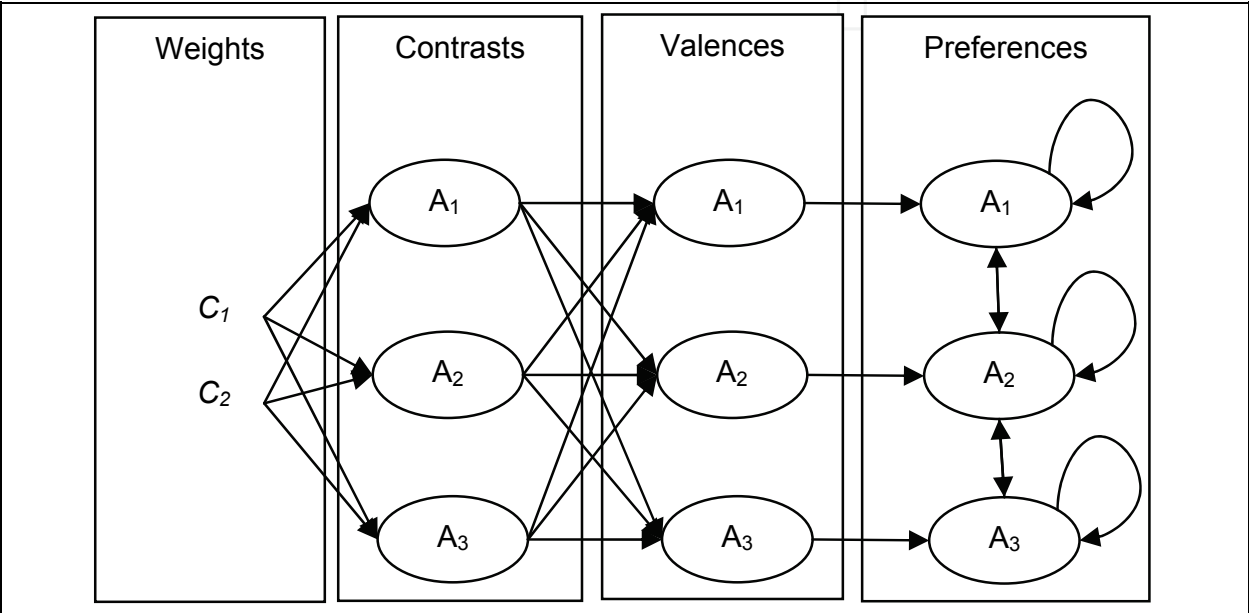 Weights Contrasts Valences Preferences
A₁ A₁ A₁
C₁
A₂ A₂ A₂
C₂
A₃ A₃ A₃